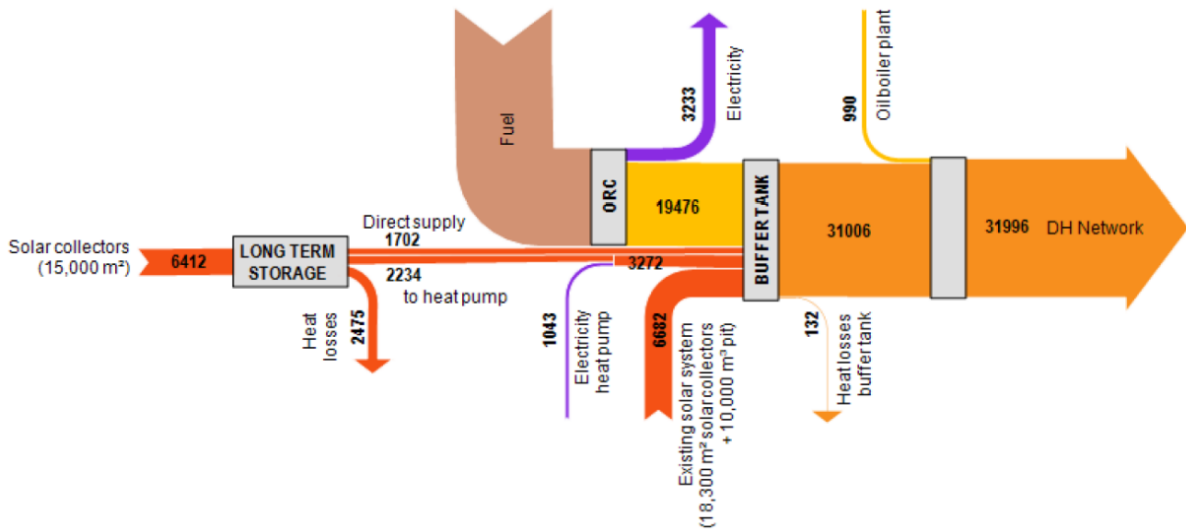 Fuel
3233
Electricity
990
Oil boiler plant
ORC
19476
BUFFER TANK
31006
31996
DH Network
Direct supply
1702
Solar collectors
(15,000 m²)
6412
LONG TERM
STORAGE
2234
to heat pump
3272
Heat
losses
2475
1043
Electricity
heat pump
6682
Existing solar system
(18,300 m² solar collectors
+ 10,000 m³ pit)
132
Heat losses
buffer tank